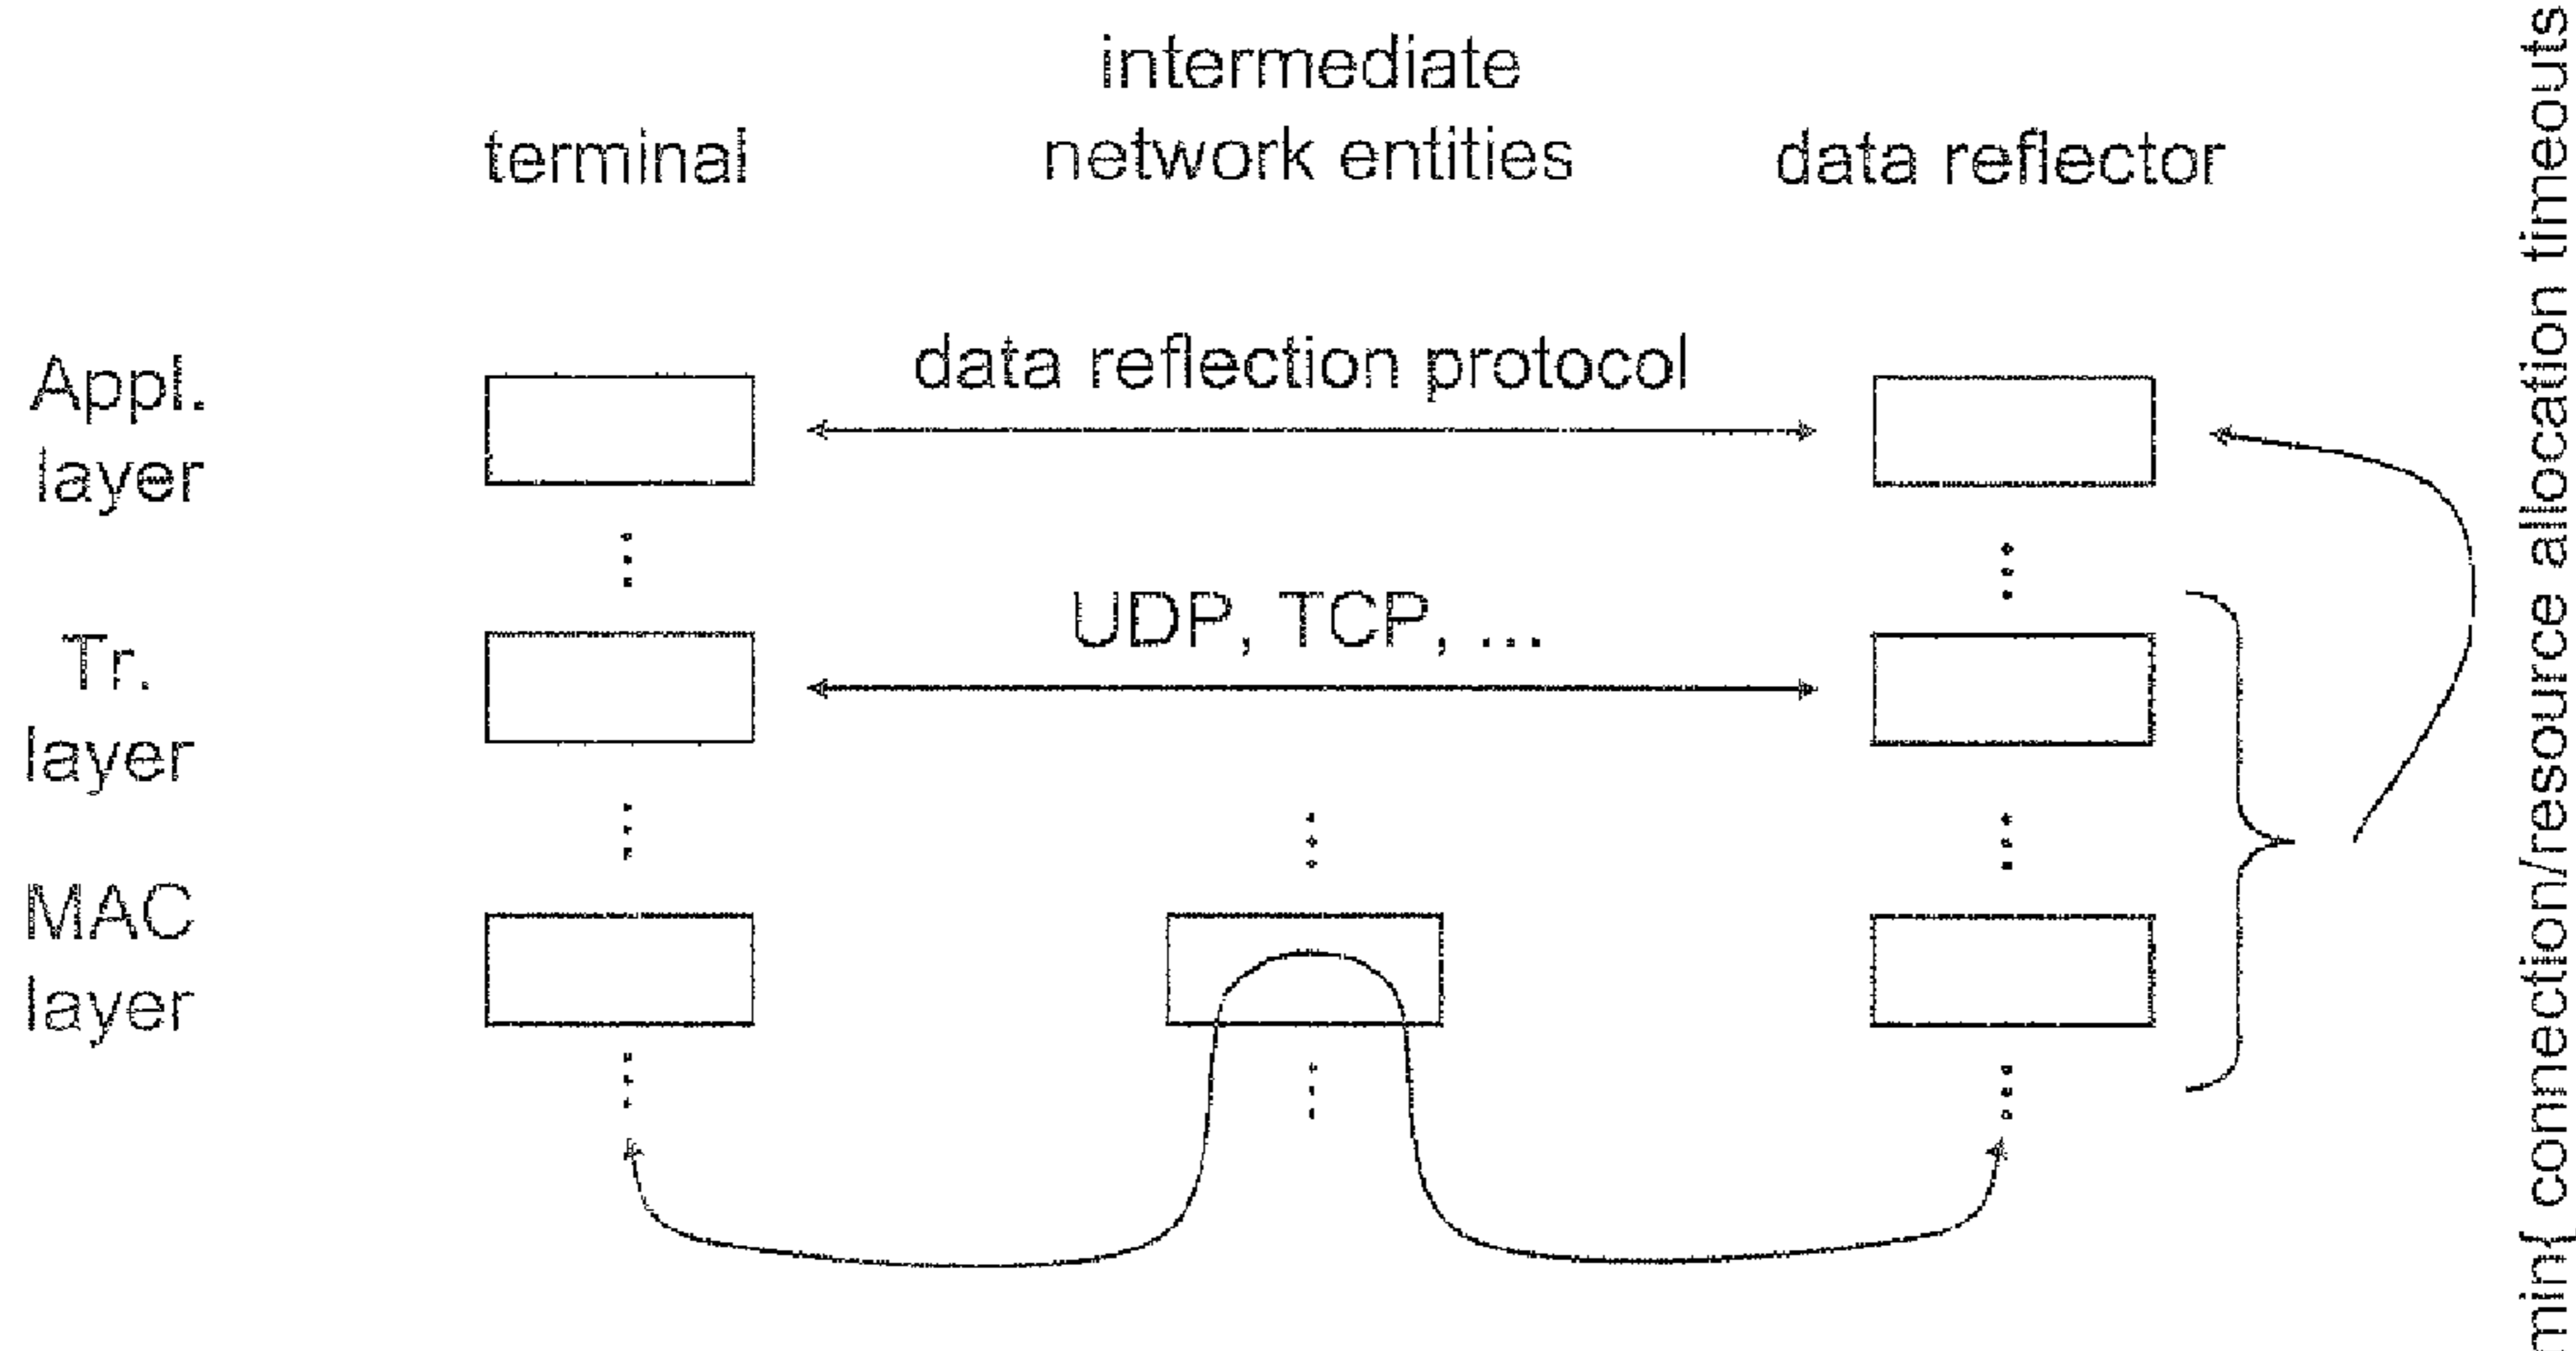 intermediate
terminal
network entities
data reflector
Appl.
layer
data reflection protocol
Tr.
layer
UDP, TCP, ...
MAC
layer
min{ connection/resource allocation timeouts